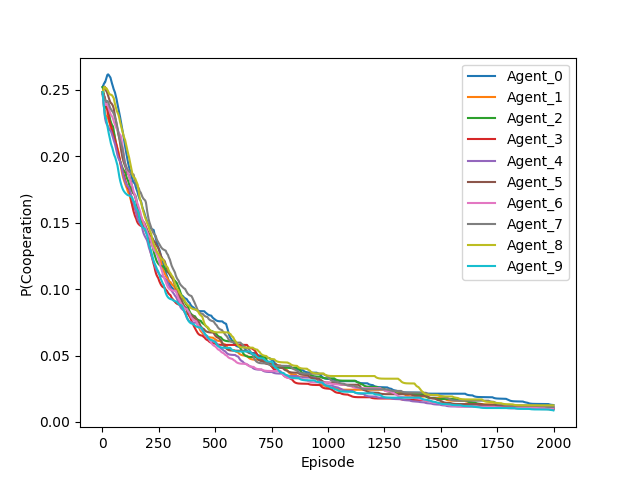 Agent_0
Agent_1
Agent_2
Agent_3
Agent_4
Agent_5
Agent_6
Agent_7
Agent_8
Agent_9
P(Cooperation)
0.25
0.20
0.15
0.10
0.05
0.00
0 250 500 750 1000 1250 1500 1750 2000
Episode